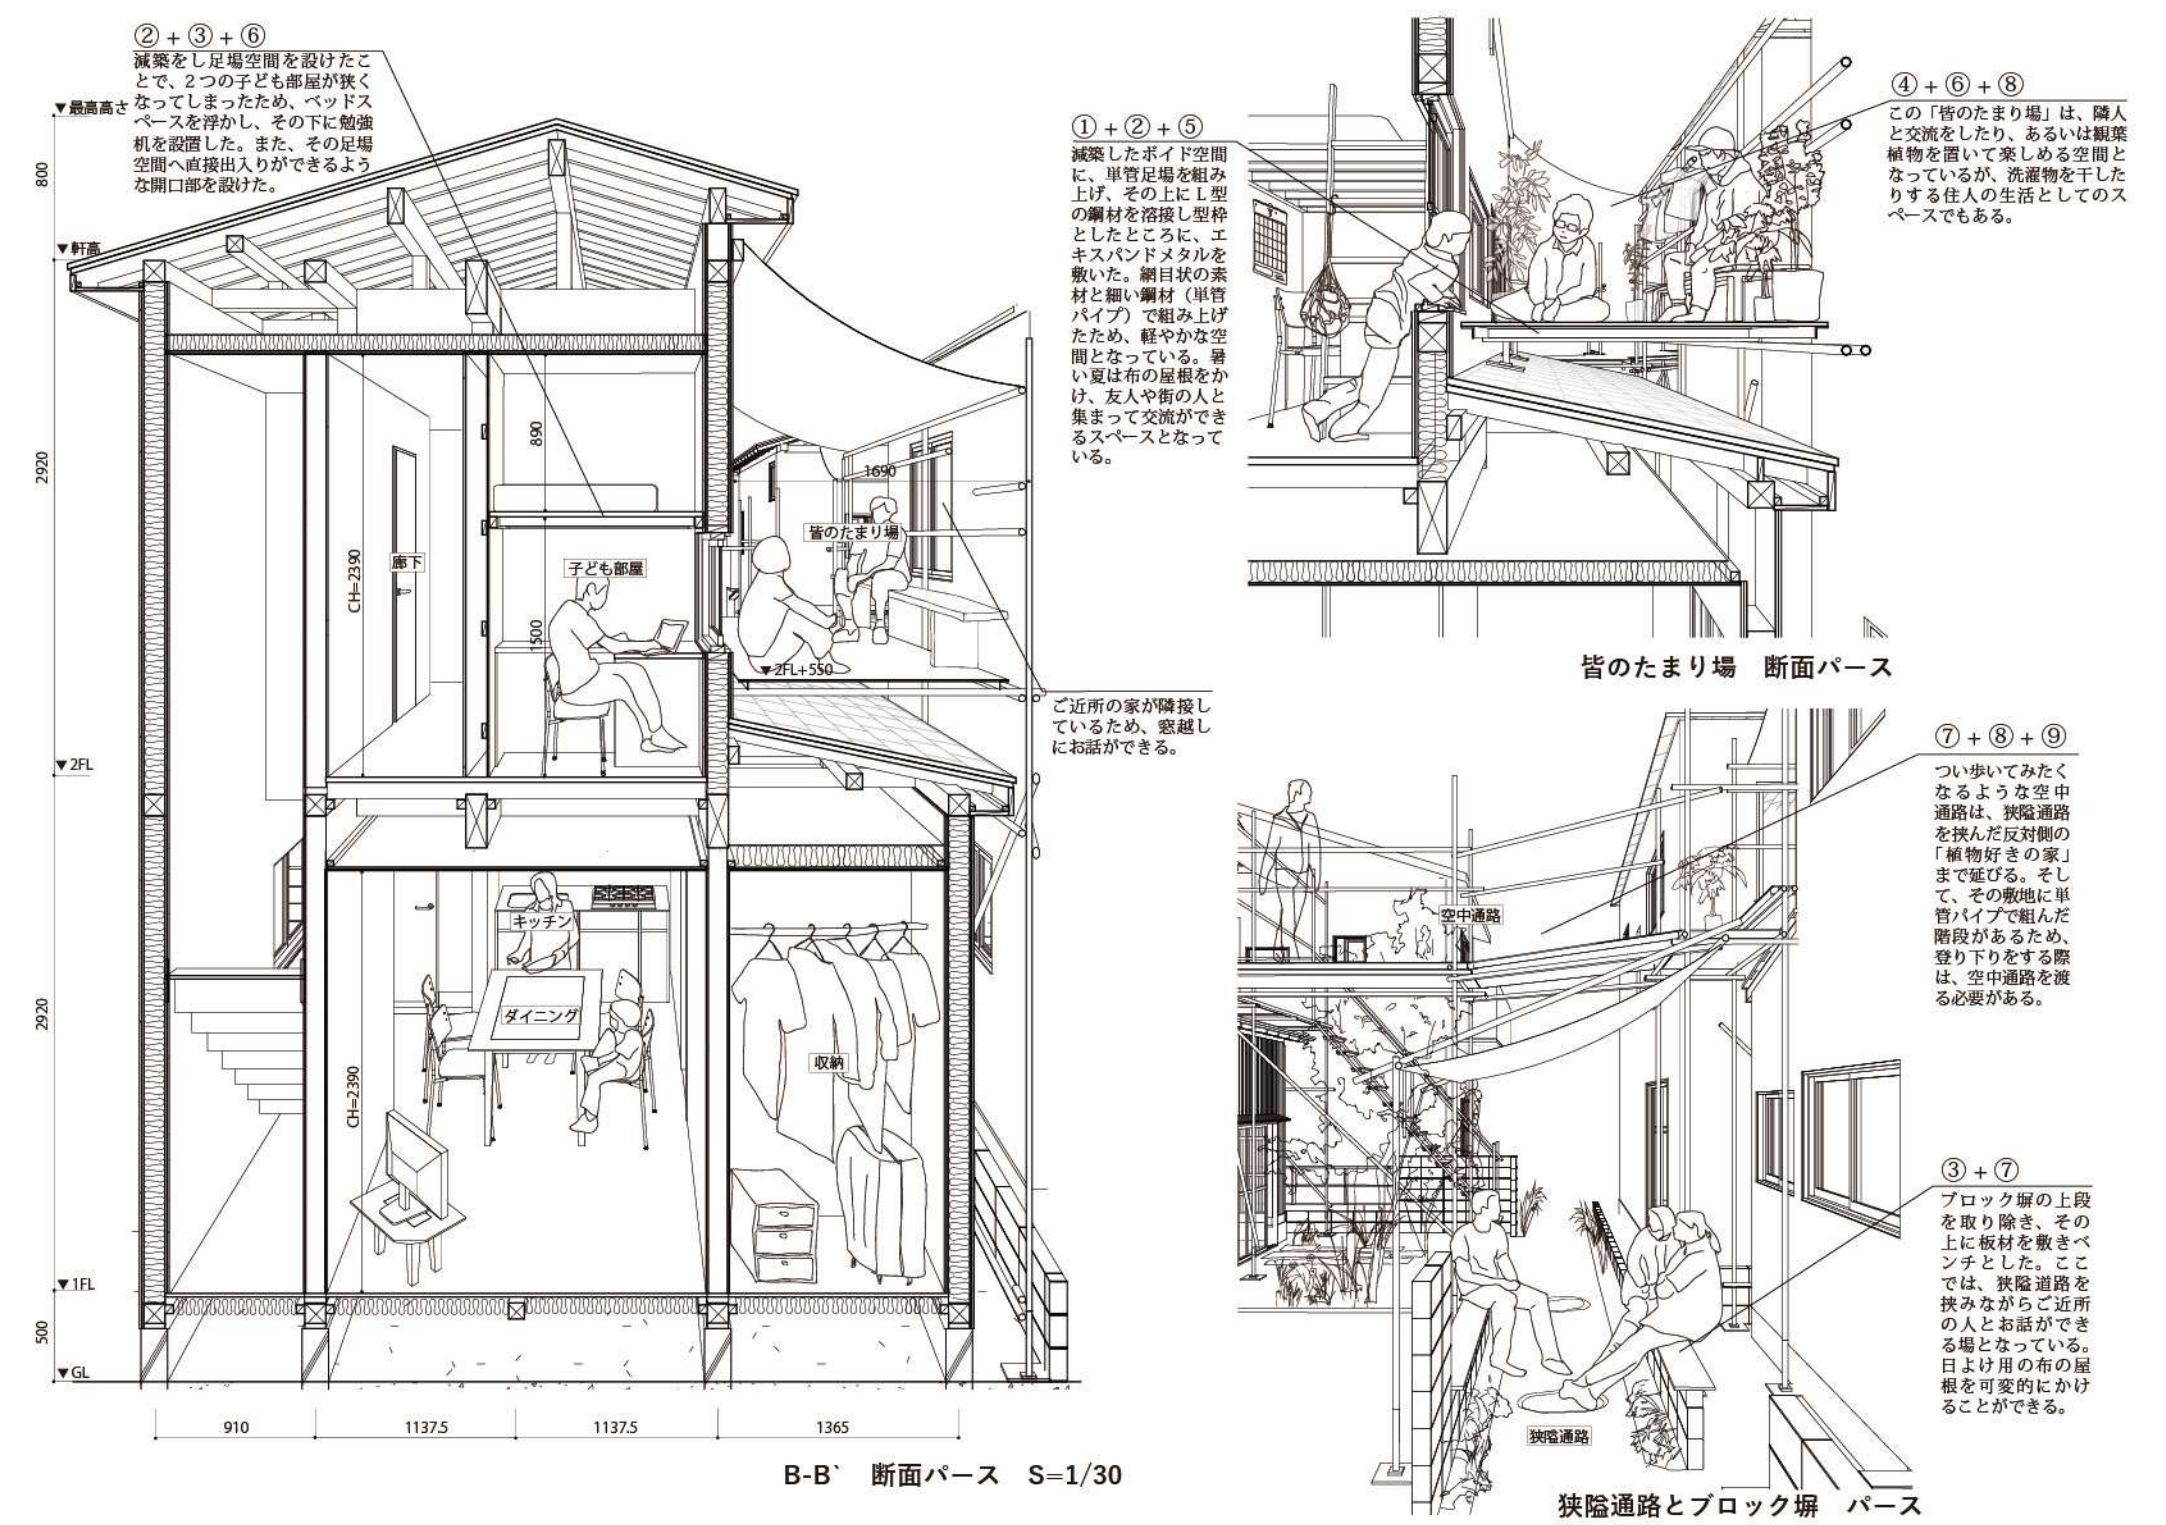 ②+③+⑥
減築をし足場空間を設けたこ
とで、2つの子ども部屋が狭く
なってしまったため、ベッドス
ペースを浮かし、その下に勉強
机を設置した。また、その足場
空間へ直接出入りができるよう
な開口部を設けた。
▼最高高さ
800
▼軒高
2920
▼2FL
2920
▼1FL
500
▼GL
890
1500
CH=2390
廊下
子ども部屋
皆のたまり場
1690
▼2FL+550
キッチン
ダイニング
収納
CH=2390
910
1137.5
1137.5
1365
B-B` 断面パース S=1/30
ご近所の家が隣接し
ているため、窓越し
にお話ができる。
①+②+⑤
減築したボイド空間
に、単管足場を組み
上げ、その上にL型
の鋼材を溶接し型枠
としたところに、エ
キスパンドメタルを
敷いた。網目状の素
材と細い鋼材（単管
パイプ）で組み上げ
たため、軽やかな空
間となっている。暑
い夏は布の屋根をか
け、友人や街の人と
集まって交流ができ
るスペースとなって
いる。
④+⑥+⑧
この「皆のたまり場」は、隣人
と交流をしたり、あるいは観葉
植物を置いて楽しめる空間と
なっているが、洗濯物を干した
りする住人の生活としてのス
ペースでもある。
皆のたまり場 断面パース
⑦+⑧+⑨
つい歩いてみたく
なるような空中
通路は、狭隘通路
を挟んだ反対側の
「植物好きの家」
まで延びる。そし
て、その敷地に単
管パイプで組んだ
階段があるため、
登り下りをする際
は、空中通路を渡
る必要がある。
空中通路
③+⑦
ブロック塀の上段
を取り除き、その
上に板材を敷きベ
ンチとした。ここ
では、狭隘道路を
挟みながらご近所
の人とお話ができ
る場となっている。
日よけ用の布の屋
根を可変的にかけ
ることができる。
狭隘通路
狭隘通路とブロック塀 パース